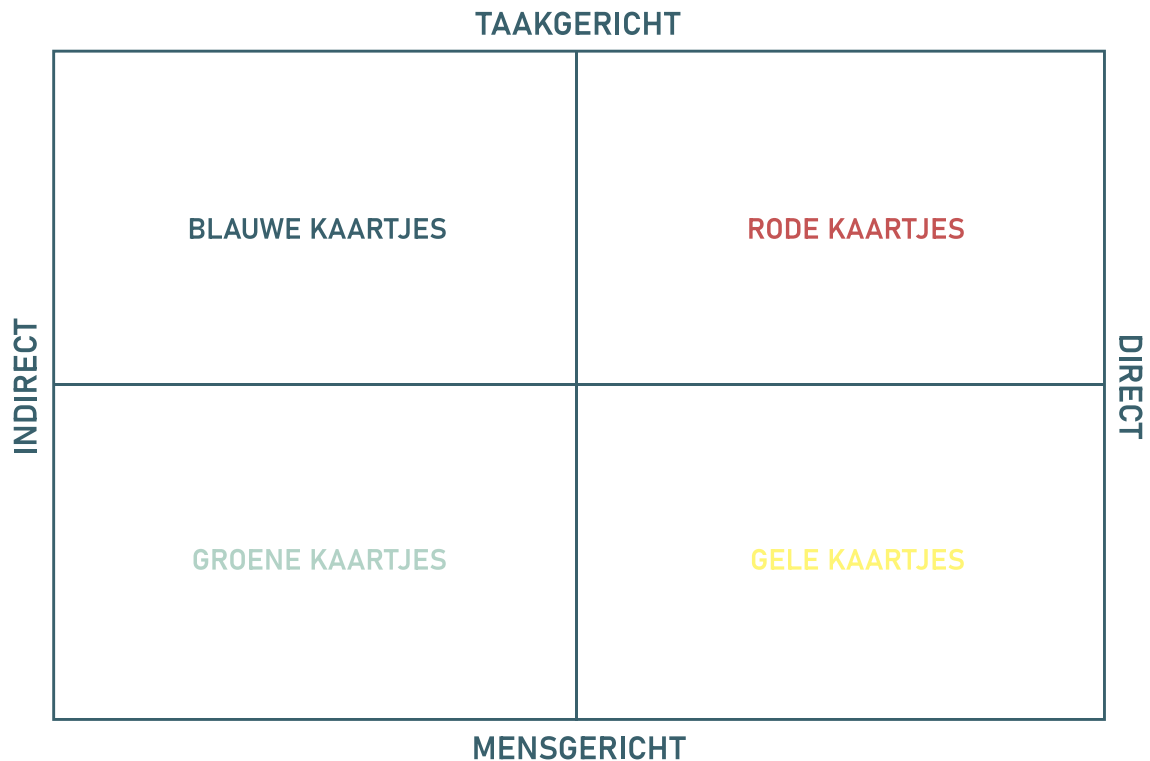 TAAKGERICHT
BLAUWE KAARTJES
RODE KAARTJES
INDIRECT
DIRECT
GROENE KAARTJES
GELE KAARTJES
MENSGERICHT